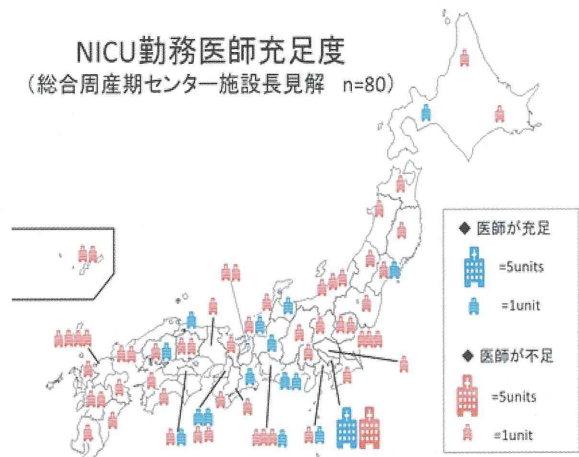 NICU勤務医師充足度
(総合周産期センター施設長見解 n=80)
◆ 医師が充足
=5units
=1unit
◆ 医師が不足
=5units
=1unit